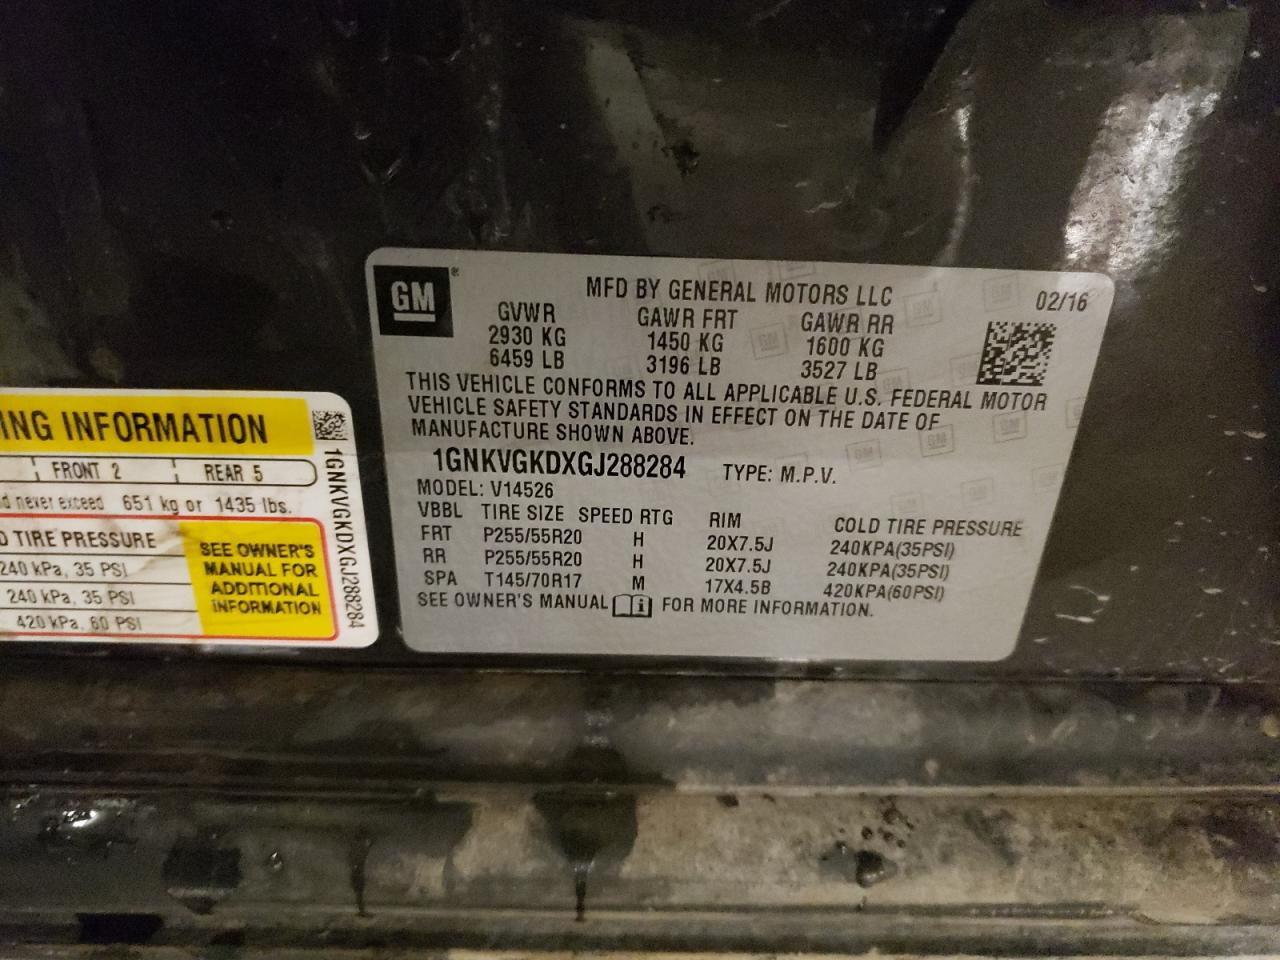 GM®
MFD BY GENERAL MOTORS LLC
02/16
GVWR GAWR FRT GAWR RR
2930 KG 1450 KG 1600 KG
6459 LB 3196 LB 3527 LB
THIS VEHICLE CONFORMS TO ALL APPLICABLE U.S. FEDERAL MOTOR
VEHICLE SAFETY STANDARDS IN EFFECT ON THE DATE OF
MANUFACTURE SHOWN ABOVE.
1GNKVGKDXGJ288284 TYPE: M.P.V.
MODEL: V14526
VBBL TIRE SIZE SPEED RTG RIM COLD TIRE PRESSURE
FRT P255/55R20 H 20X7.5J 240KPA(35PSI)
RR P255/55R20 H 20X7.5J 240KPA(35PSI)
SPA T145/70R17 M 17X4.5B 420KPA(60PSI)
SEE OWNER'S MANUAL FOR MORE INFORMATION.
ING INFORMATION
FRONT 2 REAR 5
d never exceed 651 kg or 1435 lbs.
D TIRE PRESSURE
240 kPa, 35 PSI
240 kPa, 35 PSI
420 kPa, 60 PSI
SEE OWNER'S
MANUAL FOR
ADDITIONAL
INFORMATION
1GNKVGKDXGJ288284